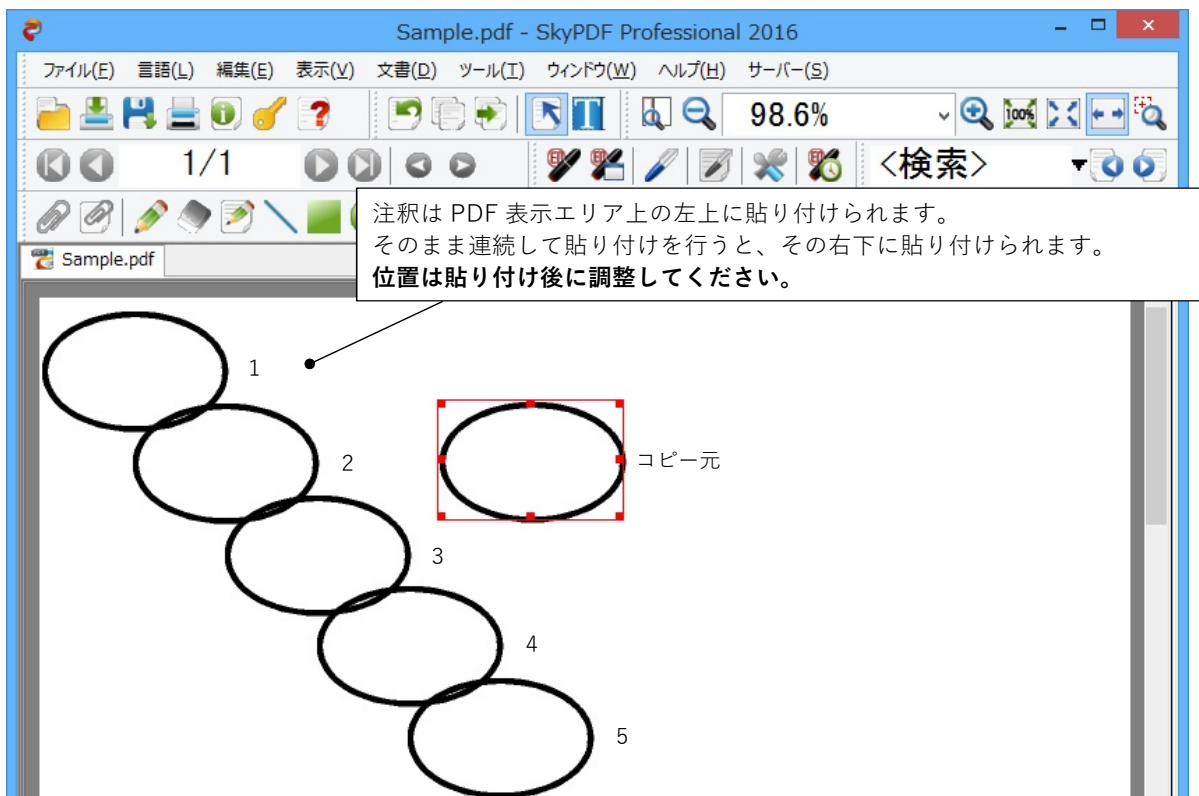 Sample.pdf - SkyPDF Professional 2016
ファイル(F) 言語(L) 編集(E) 表示(V) 文書(D) ツール(T) ウィンドウ(W) ヘルプ(H) サーバー(S)
98.6%
100%
1/1
<検索>
注釈は PDF 表示エリア上の左上に貼り付けられます。
そのまま連続して貼り付けを行うと、その右下に貼り付けられます。
位置は貼り付け後に調整してください。
Sample.pdf
1
2
コピー元
3
4
5